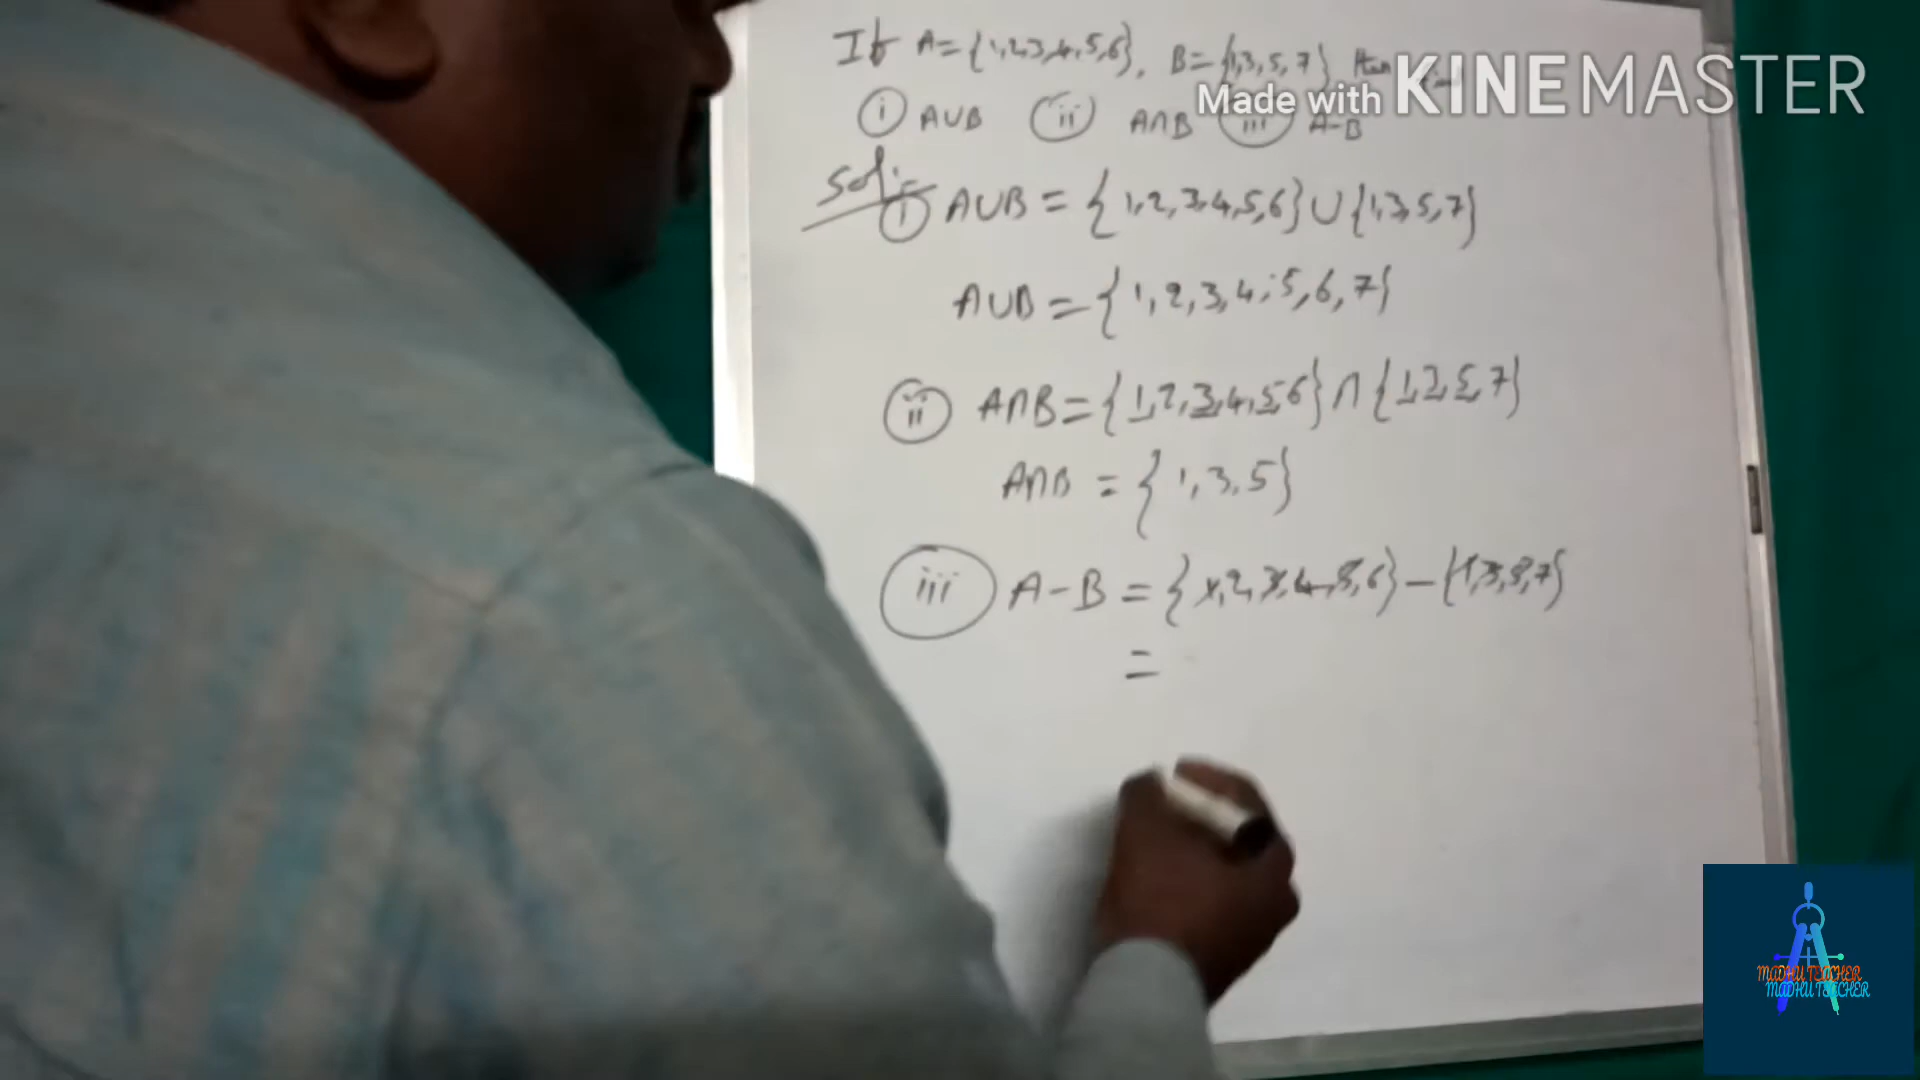 If A={1,2,3,4,5,6}, B={1,3,5,7} then
Made with KINEMASTER
(i) A∪B (ii) A∩B (iii) A-B
Sol:-
(i) A∪B = {1,2,3,4,5,6}∪{1,3,5,7}
A∪B = {1,2,3,4,5,6,7}
(ii) A∩B = {1,2,3,4,5,6}∩{1,3,5,7}
A∩B = {1,3,5}
(iii) A-B = {1,2,3,4,5,6}-{1,3,5,7}
=
MADHU TEACHER
MADHU TEACHER